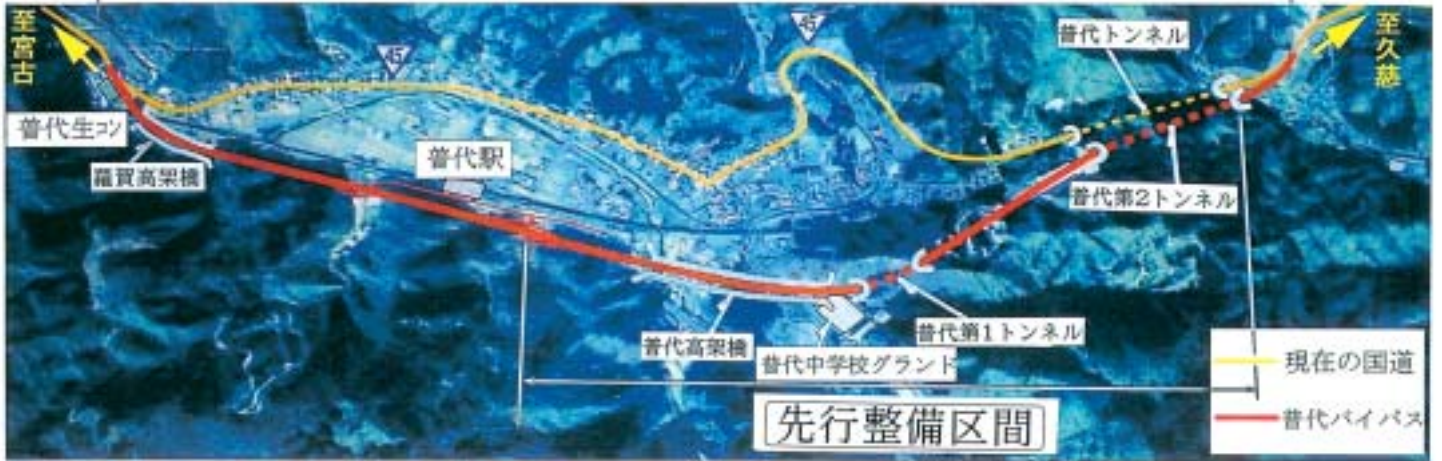 至宮古
45
45
普代トンネル
至久慈
普代生コン
羅賀高架橋
普代駅
普代第2トンネル
普代第1トンネル
普代高架橋
普代中学校グランド
先行整備区間
現在の国道
普代バイパス